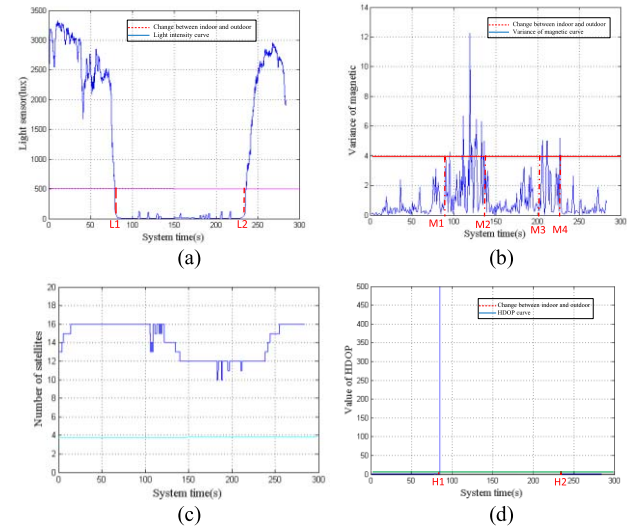 Change between indoor and outdoor
Light intensity curve
Light sensor(lux)
3500
3000
2500
2000
1500
1000
500
0
0 50 100 150 200 250 300
L1 L2
System time(s)
(a)
Change between indoor and outdoor
Variance of magnetic curve
Variance of magnetic
14
12
10
8
6
4
2
0
0 50 100 150 200 250 300
M1 M2 M3 M4
System time(s)
(b)
Number of satellites
20
18
16
14
12
10
8
6
4
2
0
0 50 100 150 200 250 300
System time(s)
(c)
Change between indoor and outdoor
HDOP curve
Value of HDOP
500
450
400
350
300
250
200
150
100
50
0
0 50 100 150 200 250 300
H1 H2
System time(s)
(d)